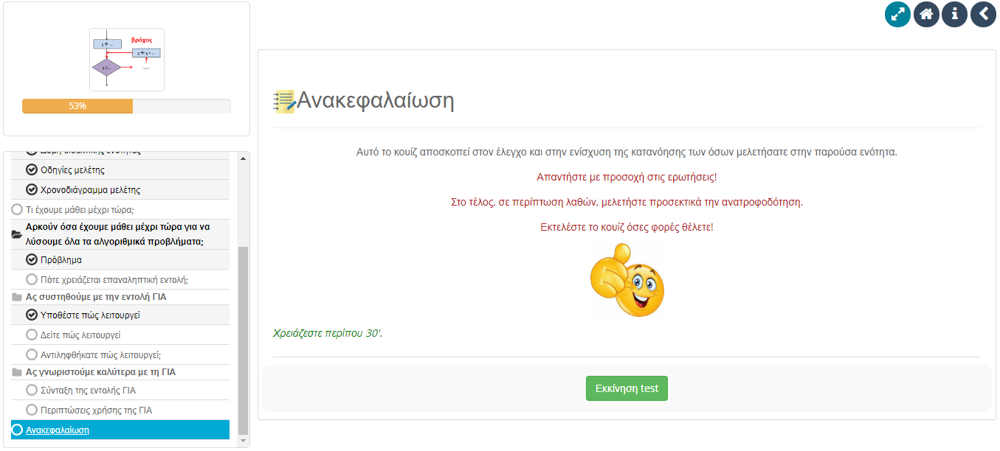 βρόχος
53%
Δομή διδακτικής ενότητας
Οδηγίες μελέτης
Χρονοδιάγραμμα μελέτης
Τι έχουμε μάθει μέχρι τώρα;
Αρκούν όσα έχουμε μάθει μέχρι τώρα για να
λύσουμε όλα τα αλγοριθμικά προβλήματα;
Πρόβλημα
Πότε χρειάζεται επαναληπτική εντολή;
Ας συστηθούμε με την εντολή ΓΙΑ
Υποθέστε πώς λειτουργεί
Δείτε πώς λειτουργεί
Αντιληφθήκατε πώς λειτουργεί;
Ας γνωριστούμε καλύτερα με τη ΓΙΑ
Σύνταξη της εντολής ΓΙΑ
Περιπτώσεις χρήσης της ΓΙΑ
Ανακεφαλαίωση
Ανακεφαλαίωση
Αυτό το κουίζ αποσκοπεί στον έλεγχο και στην ενίσχυση της κατανόησης των όσων μελετήσατε στην παρούσα ενότητα.
Απαντήστε με προσοχή στις ερωτήσεις!
Στο τέλος, σε περίπτωση λαθών, μελετήστε προσεκτικά την ανατροφοδότηση.
Εκτελέστε το κουίζ όσες φορές θέλετε!
Χρειάζεστε περίπου 30'.
Εκκίνηση test